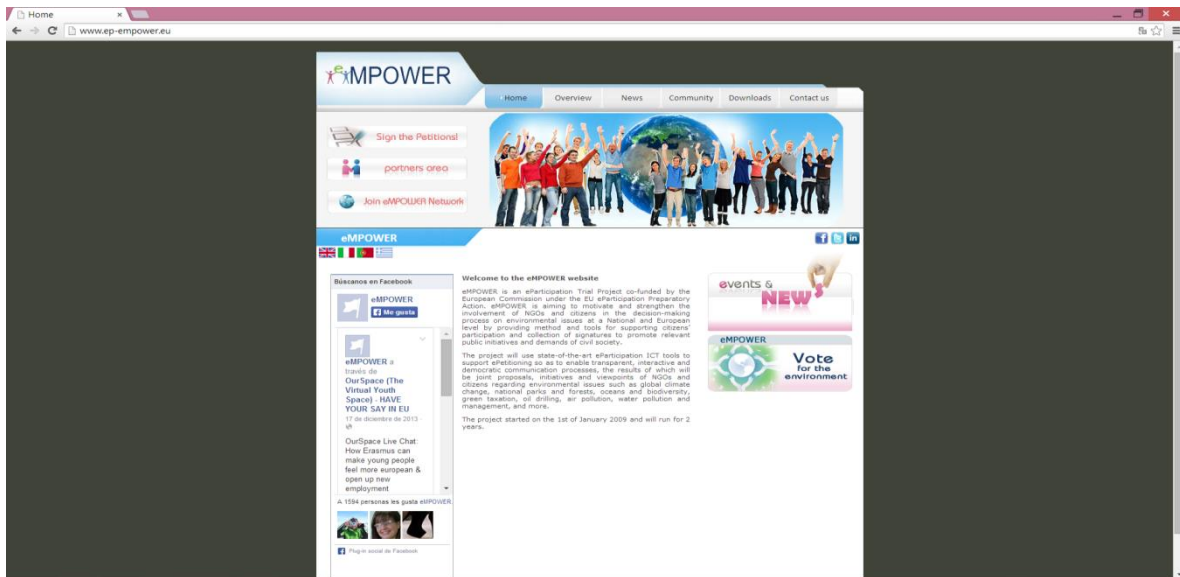 Home
www.ep-empower.eu
eMPOWER
Home Overview News Community Downloads Contact us
Sign the Petitions!
partners area
Join eMPOWER Network
eMPOWER
Búscanos en Facebook
eMPOWER
Me gusta
eMPOWER a
través de
OurSpace (The
Virtual Youth
Space) - HAVE
YOUR SAY IN EU
17 de diciembre de 2013
OurSpace Live Chat:
How Erasmus can
make young people
feel more european &
open up new
employment
A 1594 personas les gusta eMPOWER.
Plug-in social de Facebook
Welcome to the eMPOWER website
eMPOWER is an eParticipation Trial Project co-funded by the
European Commission under the EU eParticipation Preparatory
Action. eMPOWER is aiming to motivate and strengthen the
involvement of NGOs and citizens in the decision-making
process on environmental issues at a National and European
level by providing method and tools for supporting citizens'
participation and collection of signatures to promote relevant
public initiatives and demands of civil society.
The project will use state-of-the-art eParticipation ICT tools to
support ePetitioning so as to enable transparent, interactive and
democratic communication processes, the results of which will
be joint proposals, initiatives and viewpoints of NGOs and
citizens regarding environmental issues such as global climate
change, national parks and forests, oceans and biodiversity,
green taxation, oil drilling, air pollution, water pollution and
management, and more.
The project started on the 1st of January 2009 and will run for 2
years.
events &
NEWS
eMPOWER
Vote
for the
environment